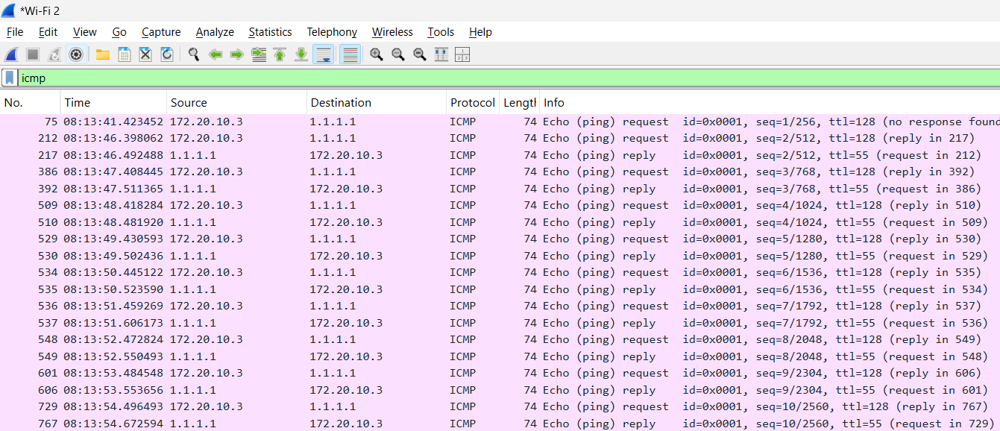 *Wi-Fi 2
File Edit View Go Capture Analyze Statistics Telephony Wireless Tools Help
icmp
No. Time Source Destination Protocol Length Info
75 08:13:41.423452 172.20.10.3 1.1.1.1 ICMP 74 Echo (ping) request id=0x0001, seq=1/256, ttl=128 (no response found
212 08:13:46.398062 172.20.10.3 1.1.1.1 ICMP 74 Echo (ping) request id=0x0001, seq=2/512, ttl=128 (reply in 217)
217 08:13:46.492488 1.1.1.1 172.20.10.3 ICMP 74 Echo (ping) reply id=0x0001, seq=2/512, ttl=55 (request in 212)
386 08:13:47.408445 172.20.10.3 1.1.1.1 ICMP 74 Echo (ping) request id=0x0001, seq=3/768, ttl=128 (reply in 392)
392 08:13:47.511365 1.1.1.1 172.20.10.3 ICMP 74 Echo (ping) reply id=0x0001, seq=3/768, ttl=55 (request in 386)
509 08:13:48.418284 172.20.10.3 1.1.1.1 ICMP 74 Echo (ping) request id=0x0001, seq=4/1024, ttl=128 (reply in 510)
510 08:13:48.481920 1.1.1.1 172.20.10.3 ICMP 74 Echo (ping) reply id=0x0001, seq=4/1024, ttl=55 (request in 509)
529 08:13:49.430593 172.20.10.3 1.1.1.1 ICMP 74 Echo (ping) request id=0x0001, seq=5/1280, ttl=128 (reply in 530)
530 08:13:49.502436 1.1.1.1 172.20.10.3 ICMP 74 Echo (ping) reply id=0x0001, seq=5/1280, ttl=55 (request in 529)
534 08:13:50.445122 172.20.10.3 1.1.1.1 ICMP 74 Echo (ping) request id=0x0001, seq=6/1536, ttl=128 (reply in 535)
535 08:13:50.523590 1.1.1.1 172.20.10.3 ICMP 74 Echo (ping) reply id=0x0001, seq=6/1536, ttl=55 (request in 534)
536 08:13:51.459269 172.20.10.3 1.1.1.1 ICMP 74 Echo (ping) request id=0x0001, seq=7/1792, ttl=128 (reply in 537)
537 08:13:51.606173 1.1.1.1 172.20.10.3 ICMP 74 Echo (ping) reply id=0x0001, seq=7/1792, ttl=55 (request in 536)
548 08:13:52.472824 172.20.10.3 1.1.1.1 ICMP 74 Echo (ping) request id=0x0001, seq=8/2048, ttl=128 (reply in 549)
549 08:13:52.550493 1.1.1.1 172.20.10.3 ICMP 74 Echo (ping) reply id=0x0001, seq=8/2048, ttl=55 (request in 548)
601 08:13:53.484548 172.20.10.3 1.1.1.1 ICMP 74 Echo (ping) request id=0x0001, seq=9/2304, ttl=128 (reply in 606)
606 08:13:53.553656 1.1.1.1 172.20.10.3 ICMP 74 Echo (ping) reply id=0x0001, seq=9/2304, ttl=55 (request in 601)
729 08:13:54.496493 172.20.10.3 1.1.1.1 ICMP 74 Echo (ping) request id=0x0001, seq=10/2560, ttl=128 (reply in 767)
767 08:13:54.672594 1.1.1.1 172.20.10.3 ICMP 74 Echo (ping) reply id=0x0001, seq=10/2560, ttl=55 (request in 729)